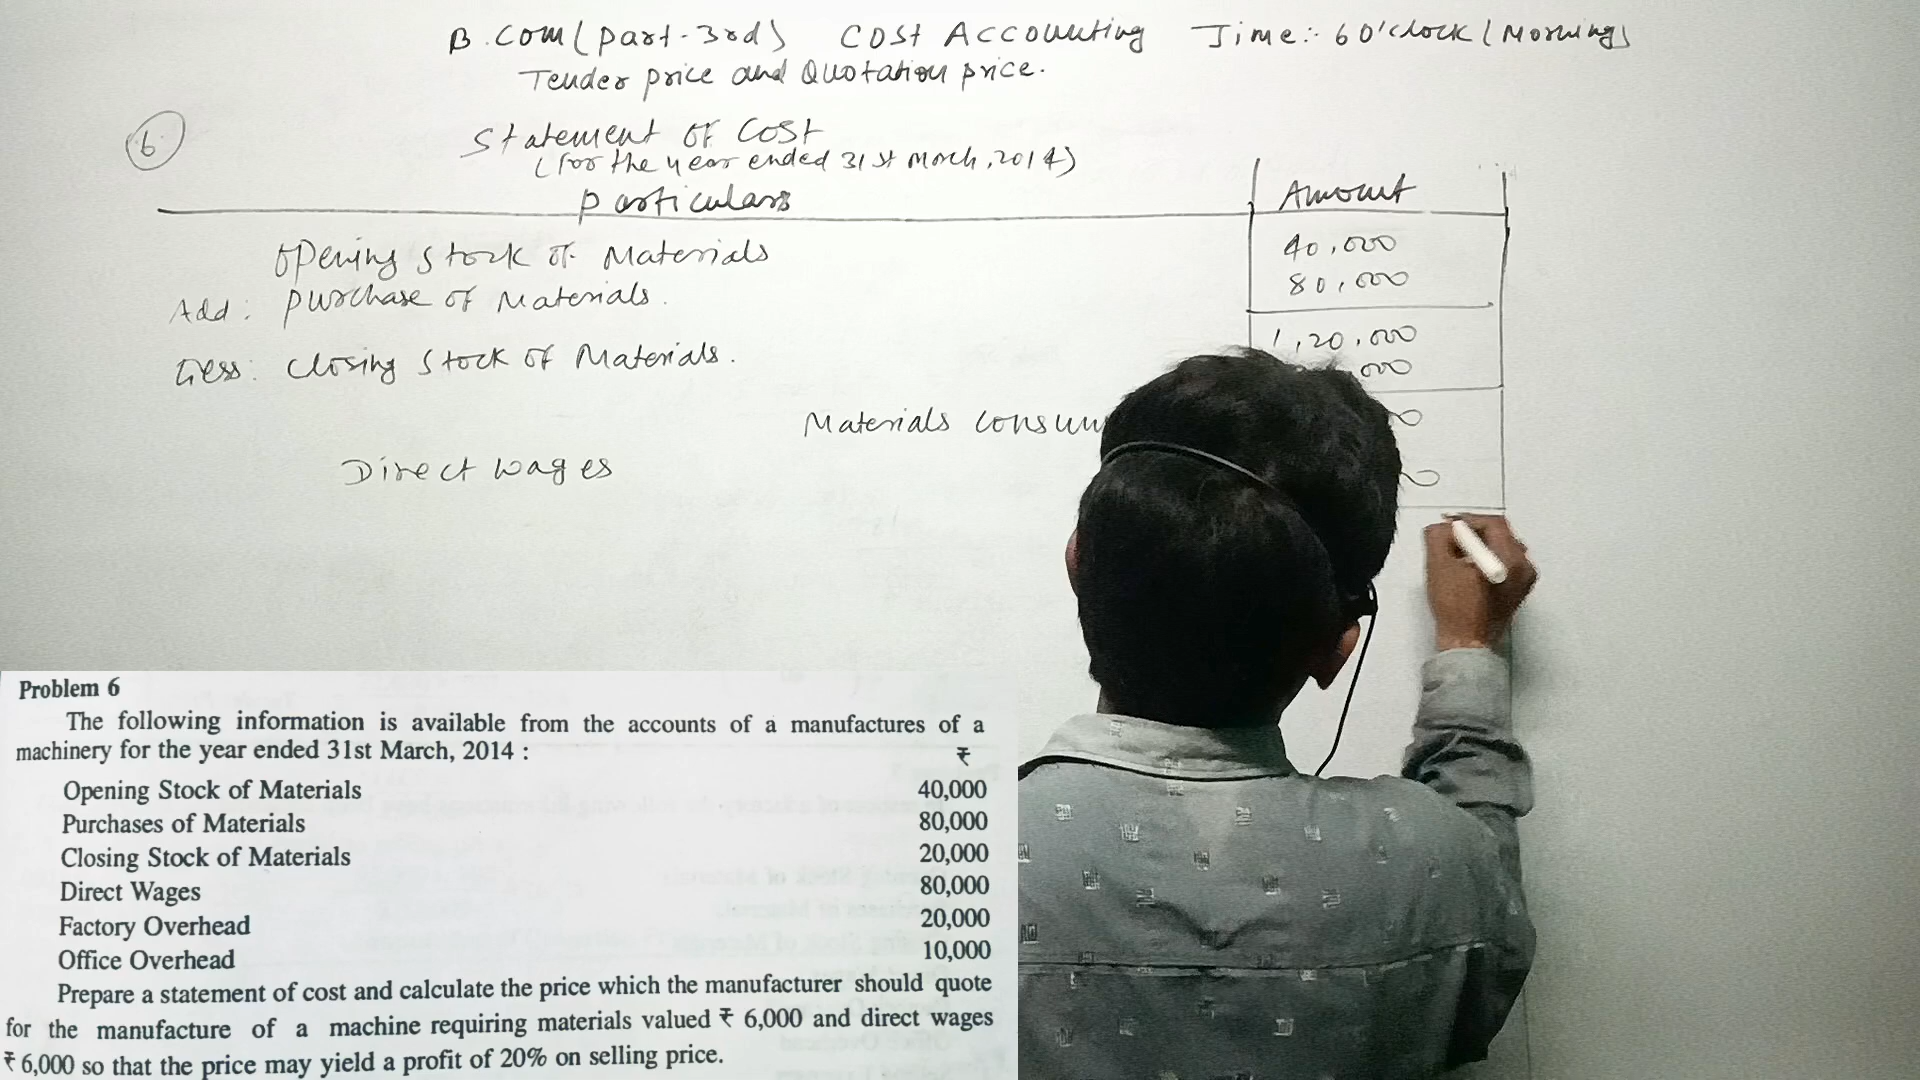 B.Com (Part-3rd) Cost Accounting Time:- 6 O'clock (Morning)
Tender price and Quotation price.
6
Statement of Cost
(For the year ended 31st March, 2014)
Particulars Amount
Opening Stock of Materials 40,000
Add: Purchase of Materials. 80,000
1,20,000
Less: Closing Stock of Materials. 000
Materials
Direct Wages
Problem 6
The following information is available from the accounts of a manufactures of a
machinery for the year ended 31st March, 2014 : ₹
Opening Stock of Materials 40,000
Purchases of Materials 80,000
Closing Stock of Materials 20,000
Direct Wages 80,000
Factory Overhead 20,000
Office Overhead 10,000
Prepare a statement of cost and calculate the price which the manufacturer should quote
for the manufacture of a machine requiring materials valued ₹ 6,000 and direct wages
₹ 6,000 so that the price may yield a profit of 20% on selling price.